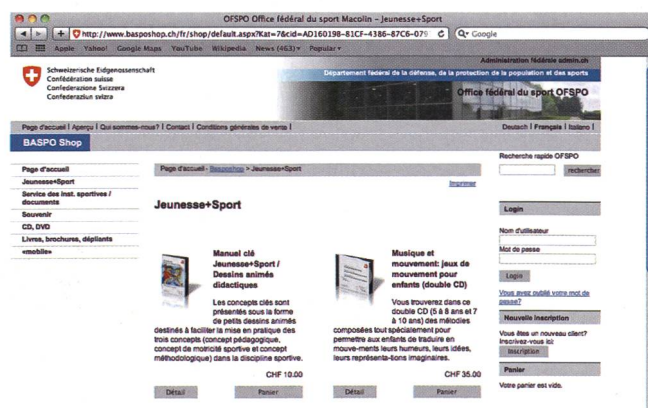 OFSPO Office fédéral du sport Macolin – Jeunesse+Sport
http://www.basposhop.ch/fr/shop/default.aspx?Kat=7&cid=AD160198-81CF-4386-87C6-079
Google
Apple Yahoo! Google Maps YouTube Wikipedia News (463) Popular
Administration fédérale admin.ch
Schweizerische Eidgenossenschaft
Confédération suisse
Confederazione Svizzera
Confederaziun svizra
Département fédéral de la défense, de la protection de la population et des sports
Office fédéral du sport OFSPO
Page d'accueil | Aperçu | Qui sommes-nous? | Contact | Conditions générales de vente |
Deutsch | Français | Italiano |
BASPO Shop
Page d'accueil
Jeunesse+Sport
Service des inst. sportives / documents
Souvenir
CD, DVD
Livres, brochures, dépliants
«mobile»
Page d'accueil - Basposhop > Jeunesse+Sport
Imprimer
Jeunesse+Sport
Manuel clé
Jeunesse+Sport /
Dessins animés
didactiques
Les concepts clés sont
présentés sous la forme
de petits dessins animés
destinés à faciliter la mise en pratique des
trois concepts (concept pédagogique,
concept de motricité sportive et concept
méthodologique) dans la discipline sportive.
CHF 10.00
Détail Panier
Musique et
mouvement: jeux de
mouvement pour
enfants (double CD)
Vous trouverez dans ce
double CD (5 à 8 ans et 7
à 10 ans) des mélodies
composées tout spécialement pour
permettre aux enfants de traduire en
mouve-ments leurs humeurs, leurs idées,
leurs représenta-tions imaginaires.
CHF 35.00
Détail Panier
Recherche rapide OFSPO
rechercher
Login
Nom d'utilisateur
Mot de passe
Login
Vous avez oublié votre mot de
passe?
Nouvelle inscription
Vous êtes un nouveau client?
Inscrivez-vous ici:
Inscription
Panier
Votre panier est vide.